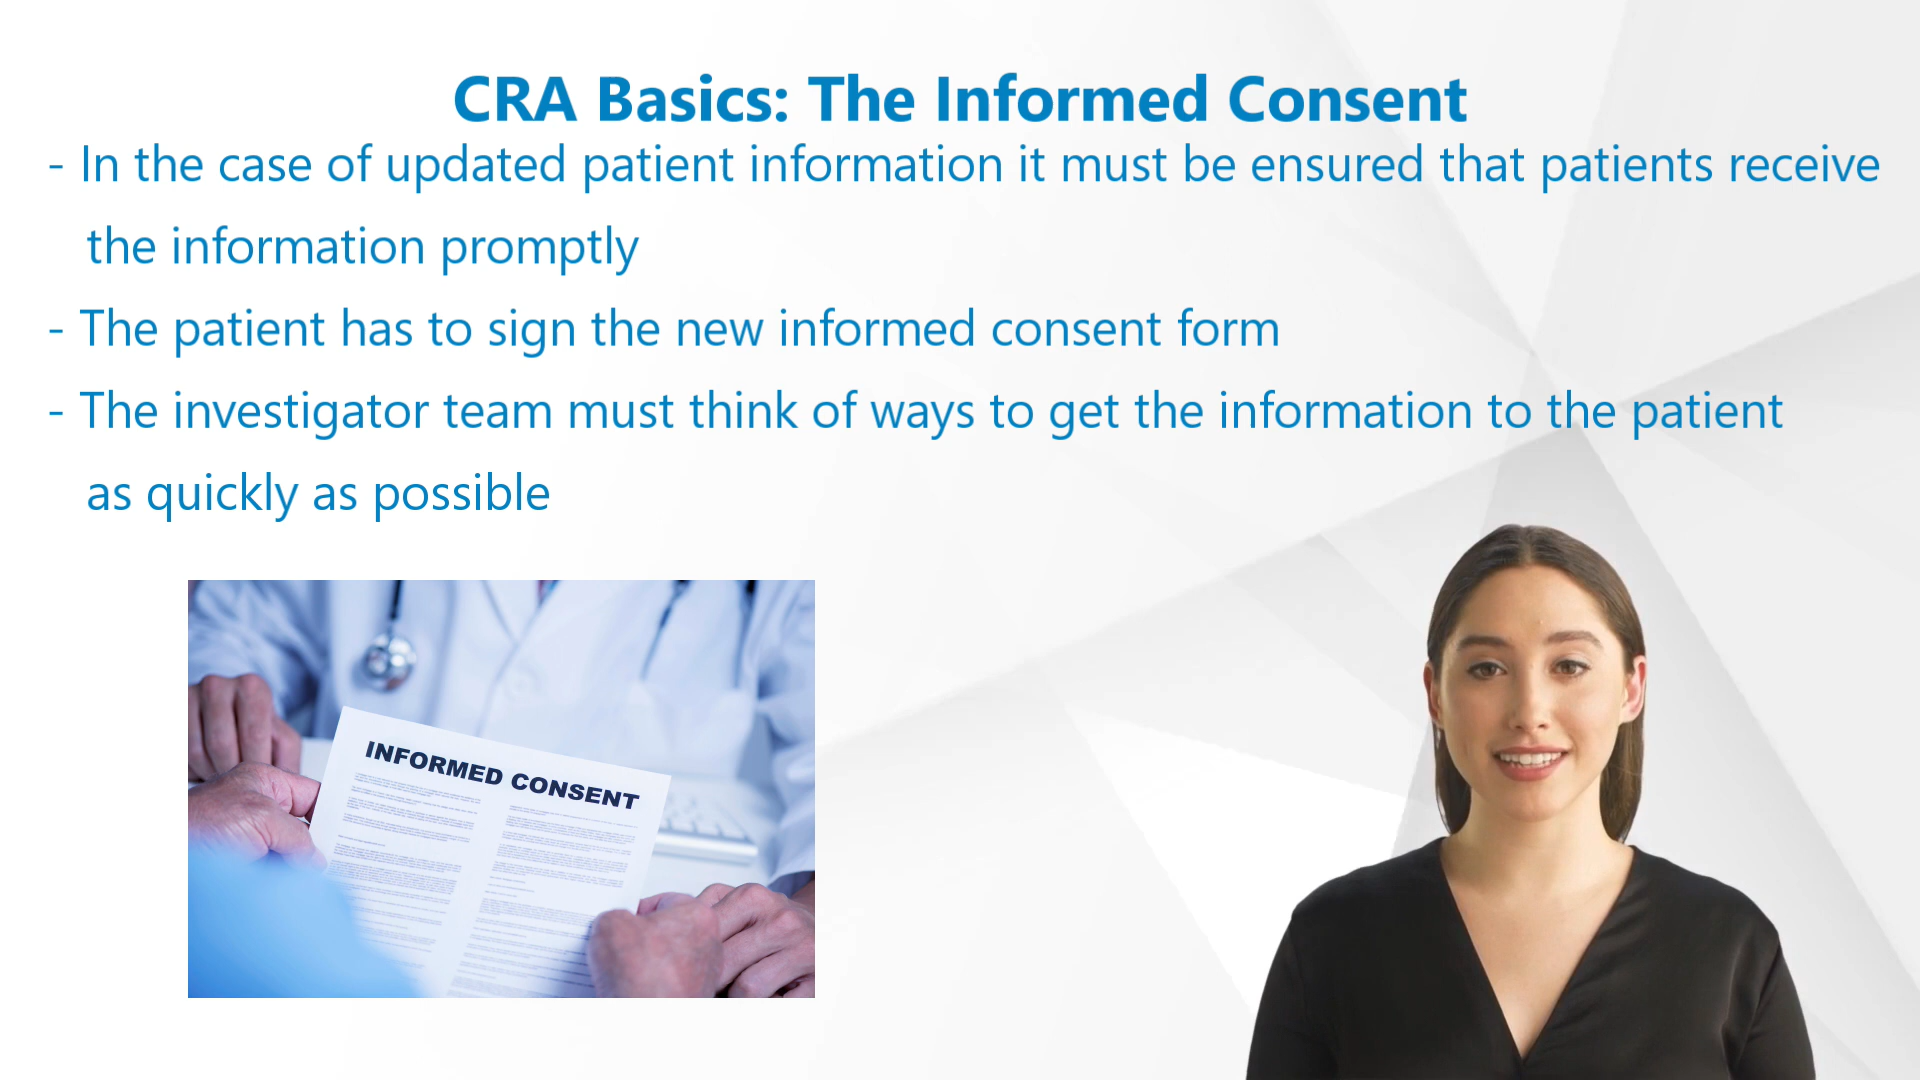 CRA Basics: The Informed Consent
- In the case of updated patient information it must be ensured that patients receive
the information promptly
- The patient has to sign the new informed consent form
- The investigator team must think of ways to get the information to the patient
as quickly as possible
INFORMED CONSENT